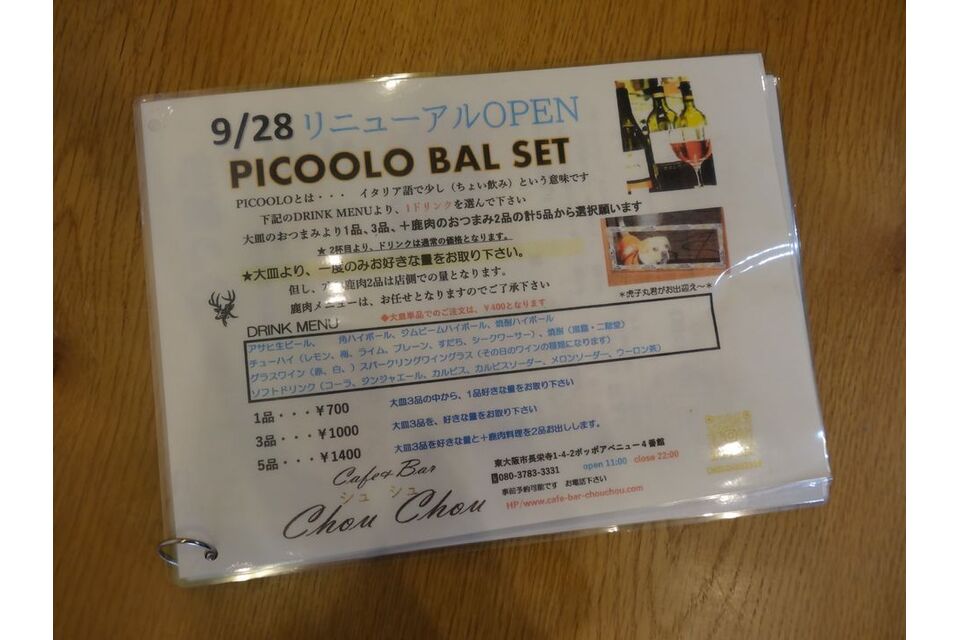 9/28 リニューアルOPEN
PICOOLO BAL SET
PICOOLOとは・・・ イタリア語で少し（ちょい飲み）という意味です
下記のDRINK MENUより、1ドリンクを選んで下さい
大皿のおつまみより1品、3品、＋鹿肉のおつまみ2品の計5品から選択願います
★ 2杯目より、ドリンクは通常の価格となります。
★大皿より、一度のみお好きな量をお取り下さい。
但し、 鹿肉2品は店側での量となります。
鹿肉メニューは、お任せとなりますのでご了承下さい
＊虎子丸君がお出迎え～＊
◆大皿単品でのご注文は、￥400となります
DRINK MENU
アサヒ生ビール、 角ハイボール、ジムビームハイボール、焼酎ハイボール
チューハイ（レモン、梅、ライム、プレーン、すだち、シークワーサー）、焼酎（黒霧・二階堂）
グラスワイン（赤、白、）スパークリングワイングラス（その日のワインの種類になります）
ソフトドリンク（コーラ、ジンジャエール、カルピス、カルピスソーダー、メロンソーダー、ウーロン茶）
1品・・・￥700 大皿3品の中から、1品好きな量をお取り下さい
3品・・・￥1000 大皿3品を、好きな量をお取り下さい
5品・・・￥1400 大皿3品を好きな量と＋鹿肉料理を2品お出しします。
Cafe&Bar
シュ シュ
Chou Chou
東大阪市長栄寺1-4-2ポッポアベニュー４番館
080-3783-3331 open 11:00 close 22:00
事前予約可能です お電話下さい
HP/www.cafe-bar-chouchou.com